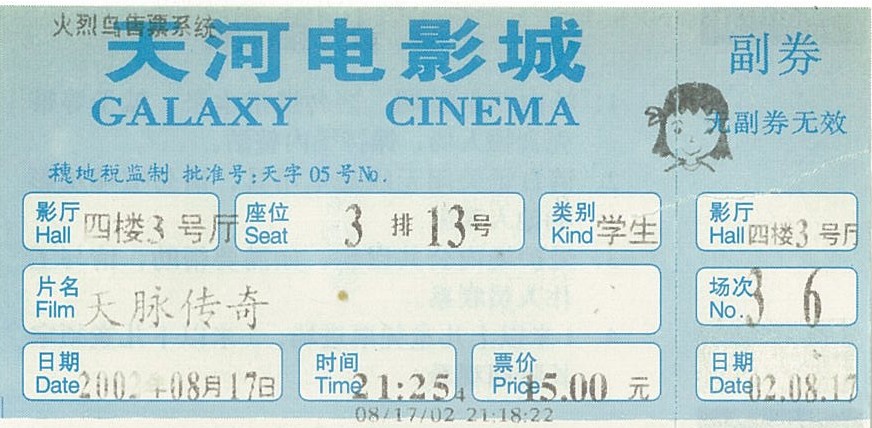 火烈鸟售票系统
天河电影城
GALAXY CINEMA
副券
无副券无效
穗地税监制 批准号:天字05号No.
影厅 Hall 四楼3号厅
座位 Seat 3 排 13号
类别 Kind 学生
影厅 Hall 四楼3号厅
片名 Film 天脉传奇
场次 No. 3 6
日期 Date 2002年08月17日
时间 Time 21:25
票价 Price 15.00 元
日期 Date 02.08.17
08/17/02 21:18:22